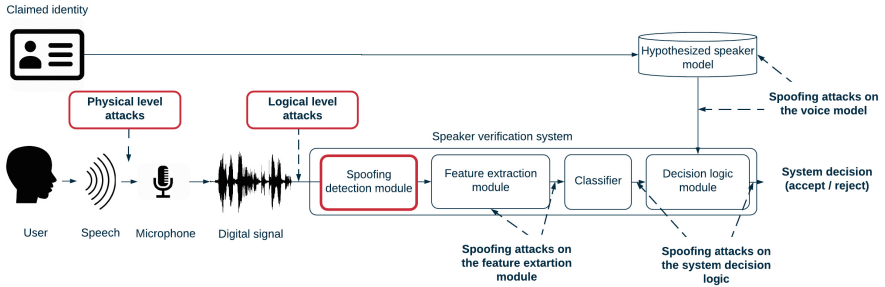 Claimed identity
Hypothesized speaker
model
Physical level
attacks
Logical level
attacks
Spoofing attacks on
the voice model
Speaker verification system
Spoofing
detection module
Feature extraction
module
Classifier
Decision logic
module
System decision
(accept / reject)
User
Speech
Microphone
Digital signal
Spoofing attacks on
the feature extartion
module
Spoofing attacks on
the system decision
logic